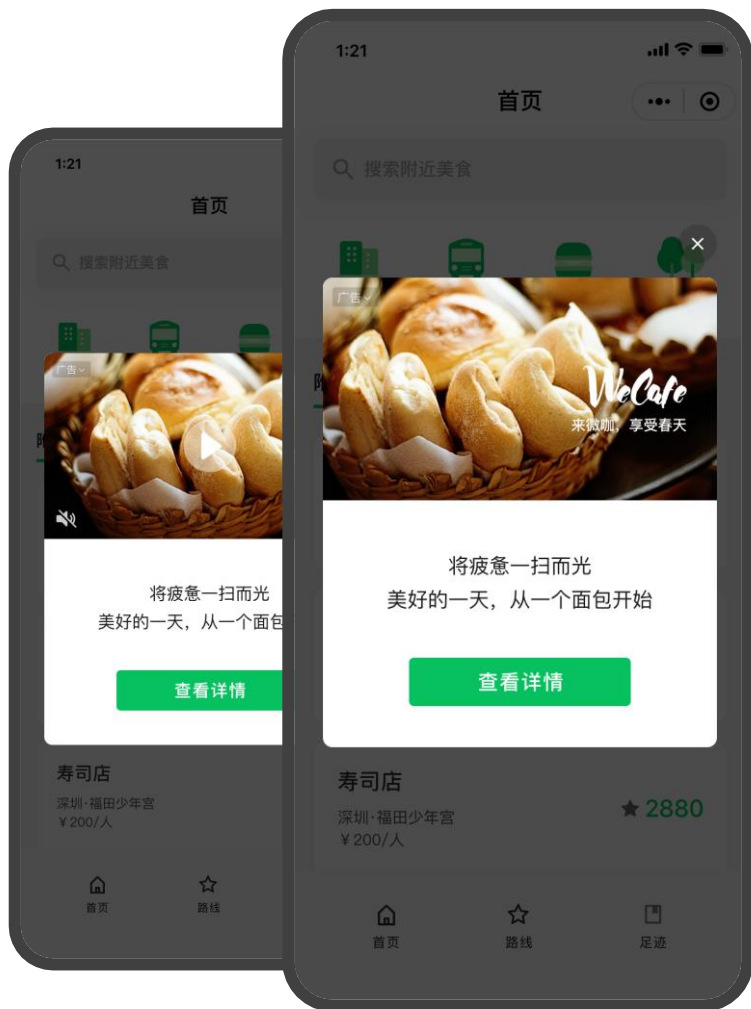 1:21
首页
搜索附近美食
广告
将疲惫一扫而光
美好的一天，从一个面包
查看详情
寿司店
深圳·福田少年宫
¥200/人
首页
路线
1:21
首页
搜索附近美食
广告
WeCafe
来微咖，享受春天
将疲惫一扫而光
美好的一天，从一个面包开始
查看详情
寿司店
深圳·福田少年宫
¥200/人
2880
首页
路线
足迹